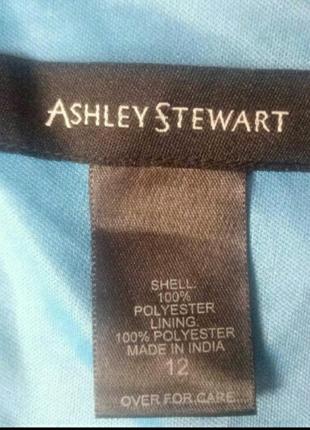 ASHLEY STEWART
SHELL:
100%
POLYESTER
LINING:
100% POLYESTER
MADE IN INDIA
12
OVER FOR CARE...